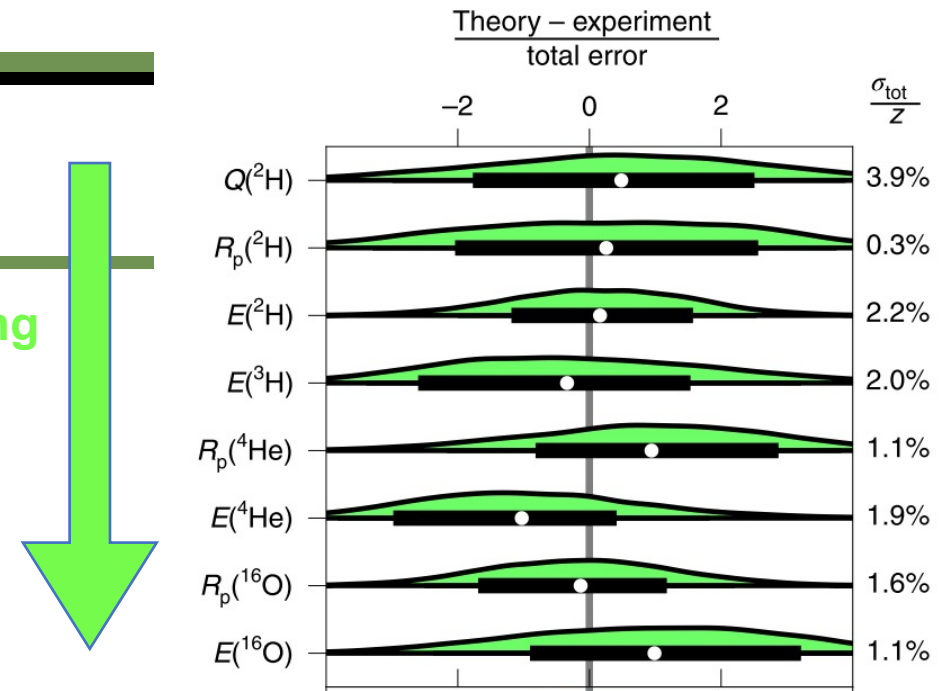 Theory – experiment
total error
σtot
z
–2 0 2
Q(²H) 3.9%
Rp(²H) 0.3%
E(²H) 2.2%
ng
E(³H) 2.0%
Rp(⁴He) 1.1%
E(⁴He) 1.9%
Rp(¹⁶O) 1.6%
E(¹⁶O) 1.1%